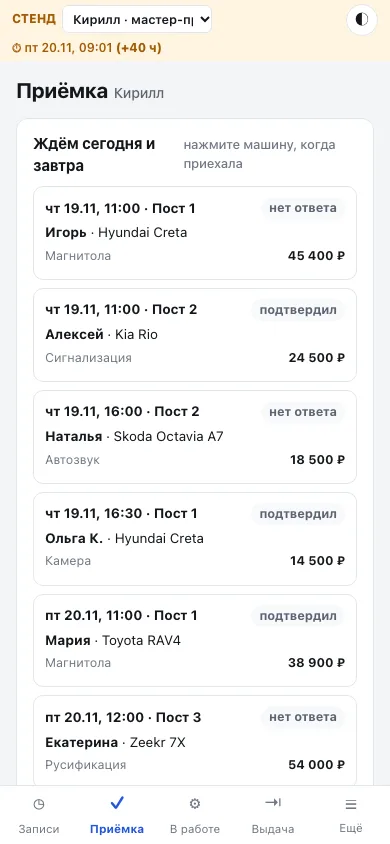 СТЕНД Кирилл · мастер-пр
⏱ пт 20.11, 09:01 (+40 ч)
Приёмка Кирилл
Ждём сегодня и завтра
нажмите машину, когда приехала
чт 19.11, 11:00 · Пост 1 нет ответа
Игорь · Hyundai Creta
Магнитола 45 400 ₽
чт 19.11, 11:00 · Пост 2 подтвердил
Алексей · Kia Rio
Сигнализация 24 500 ₽
чт 19.11, 16:00 · Пост 2 нет ответа
Наталья · Skoda Octavia A7
Автозвук 18 500 ₽
чт 19.11, 16:30 · Пост 1 подтвердил
Ольга К. · Hyundai Creta
Камера 14 500 ₽
пт 20.11, 11:00 · Пост 1 подтвердил
Мария · Toyota RAV4
Магнитола 38 900 ₽
пт 20.11, 12:00 · Пост 3 нет ответа
Екатерина · Zeekr 7X
Русификация 54 000 ₽
Записи Приёмка В работе Выдача Ещё